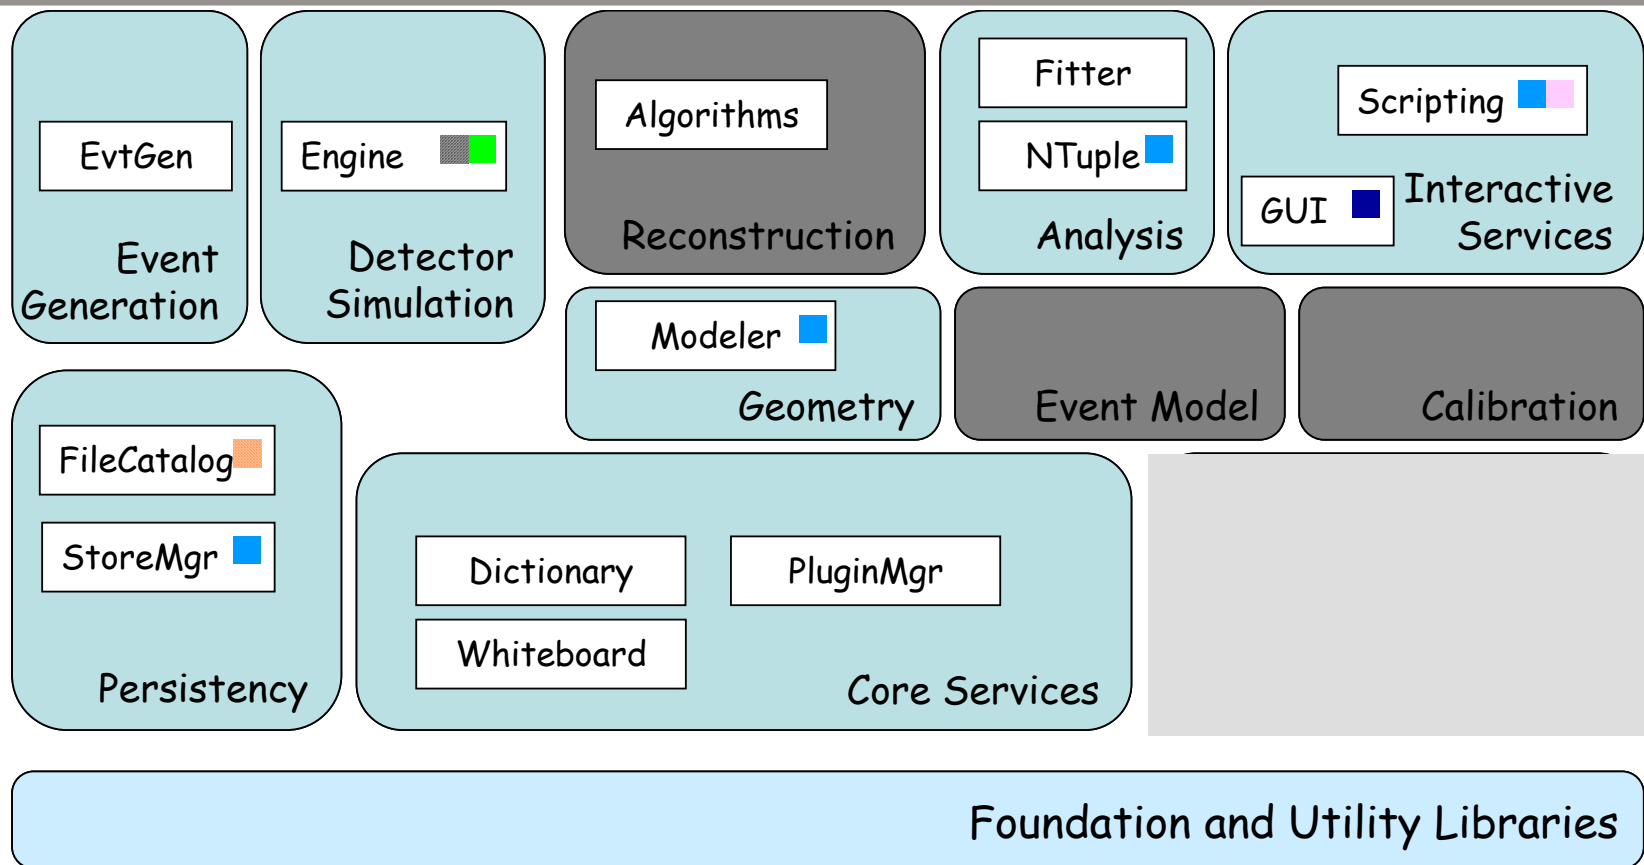 EvtGen
Event
Generation
Engine
Detector
Simulation
Algorithms
Reconstruction
Fitter
NTuple
Analysis
Scripting
GUI
Interactive
Services
Modeler
Geometry
Event Model
Calibration
FileCatalog
StoreMgr
Persistency
Dictionary
PluginMgr
Whiteboard
Core Services
Foundation and Utility Libraries